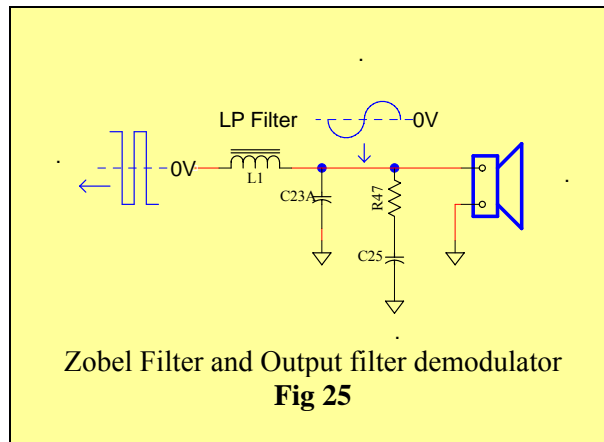 LP Filter
0V
0V
L1
C23A
R47
C25
Zobel Filter and Output filter demodulator
Fig 25